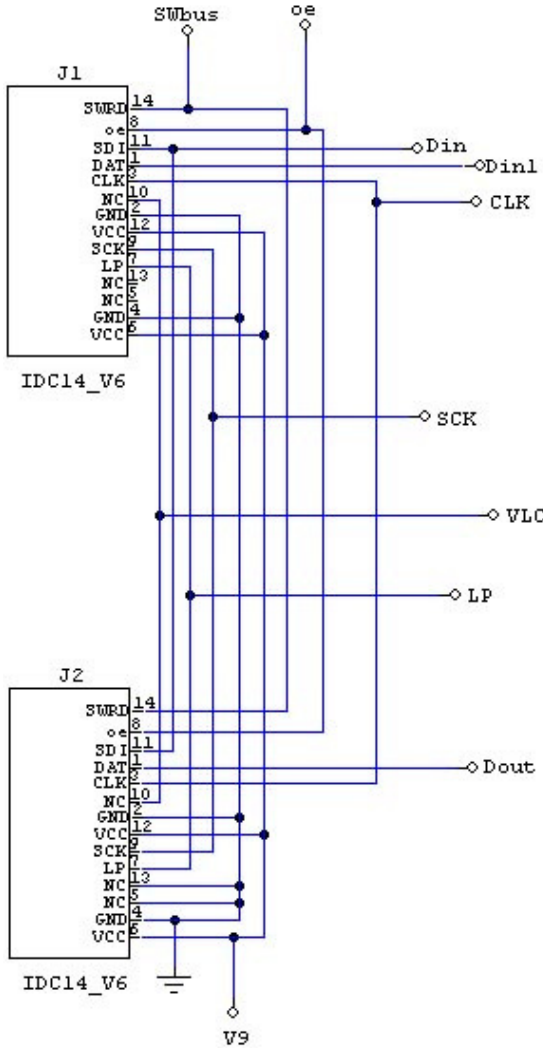 SWbus
oe
J1
SWRD 14
oe 8
SDI 11
DAT 1
CLK 3
NC 10
GND 2
VCC 12
SCK 9
LP 7
NC 13
NC 5
GND 4
VCC 6
IDC14_V6
Din
Din1
CLK
SCK
VLC
LP
J2
SWRD 14
oe 8
SDI 11
DAT 1
CLK 3
NC 10
GND 2
VCC 12
SCK 9
LP 7
NC 13
NC 5
GND 4
VCC 6
IDC14_V6
Dout
V9